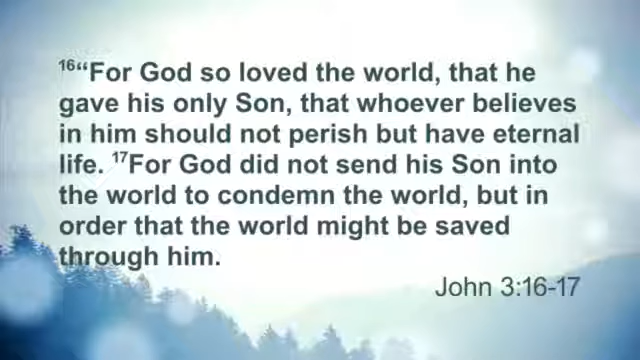 ¹⁶“For God so loved the world, that he
gave his only Son, that whoever believes
in him should not perish but have eternal
life. ¹⁷For God did not send his Son into
the world to condemn the world, but in
order that the world might be saved
through him.
John 3:16-17